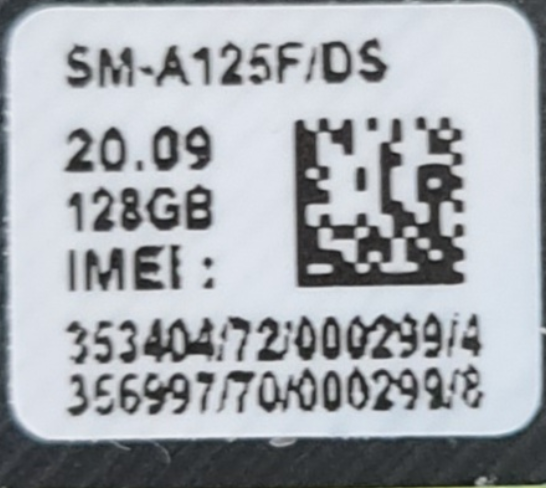 SM-A125F/DS
20.09
128GB
IMEI :
353404/72/000299/4
356997/70/000299/8